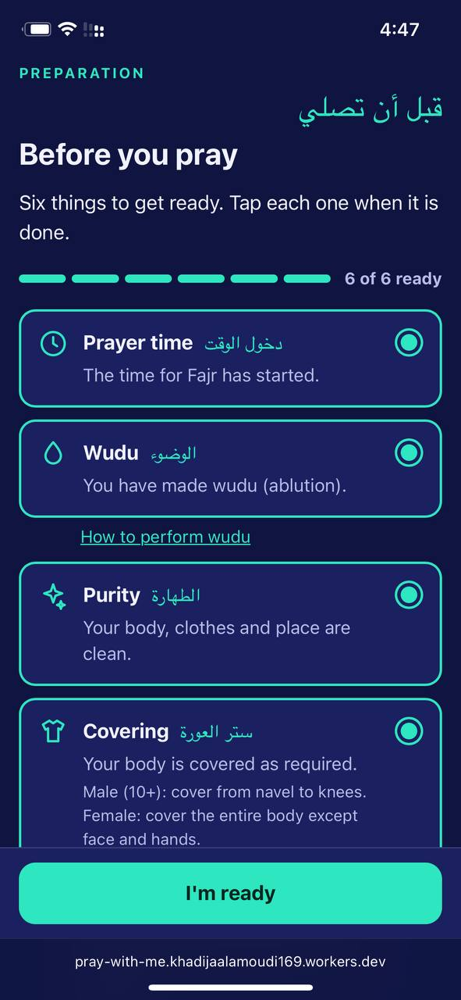 4:47
PREPARATION
قبل أن تصلي
Before you pray
Six things to get ready. Tap each one when it is
done.
6 of 6 ready
Prayer time دخول الوقت
The time for Fajr has started.
Wudu الوضوء
You have made wudu (ablution).
How to perform wudu
Purity الطهارة
Your body, clothes and place are
clean.
Covering ستر العورة
Your body is covered as required.
Male (10+): cover from navel to knees.
Female: cover the entire body except
face and hands.
I'm ready
pray-with-me.khadijaalamoudi169.workers.dev